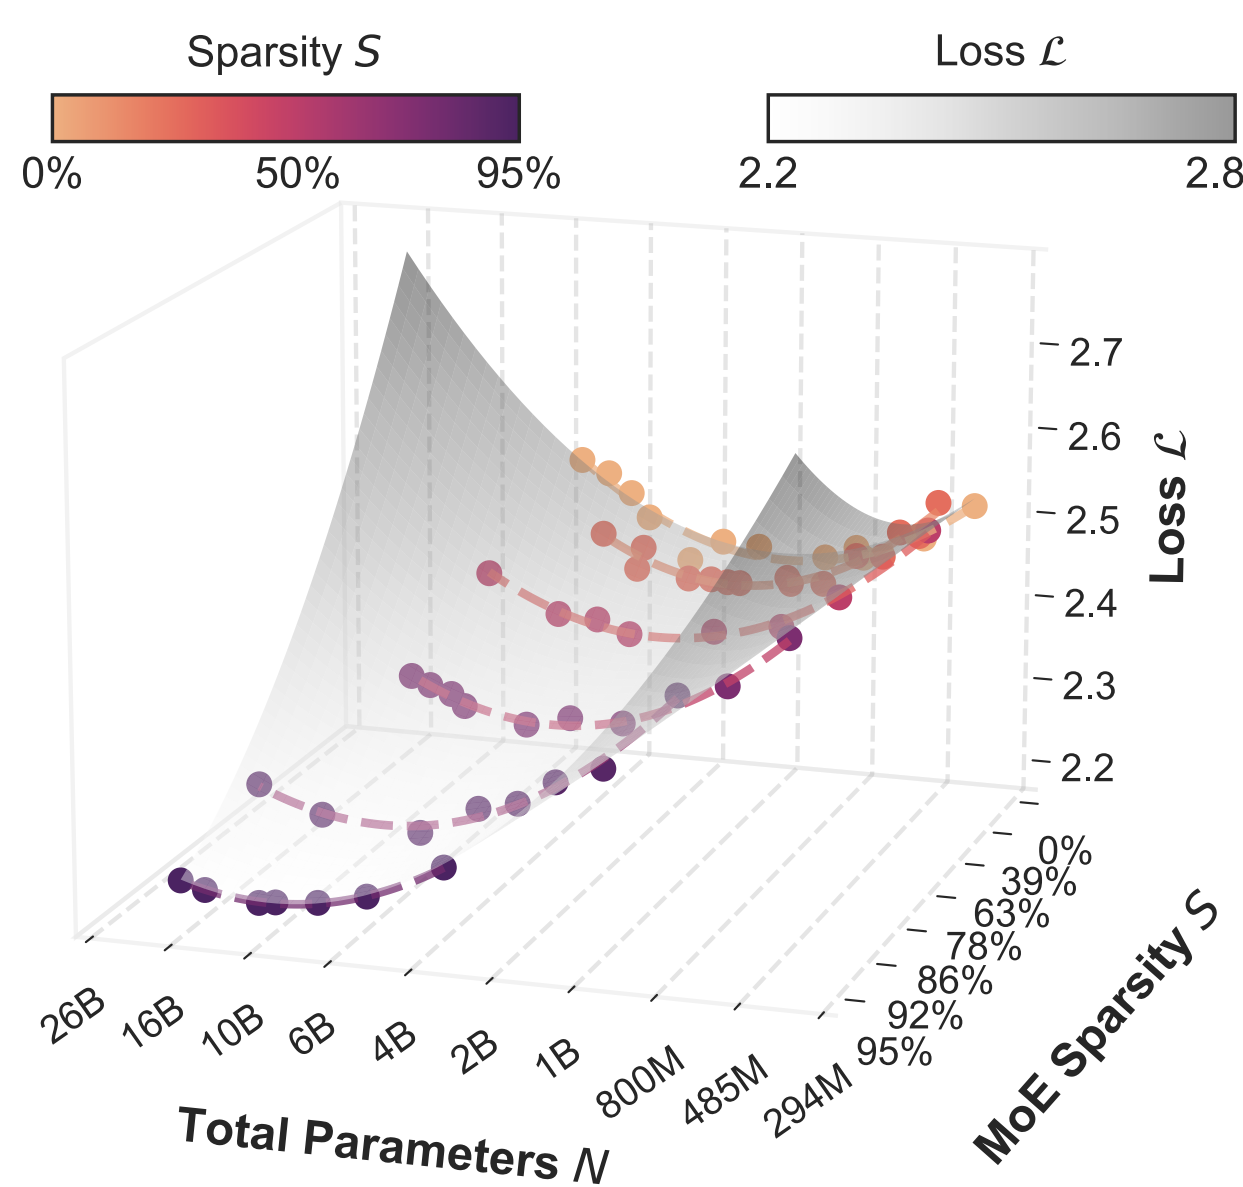 Sparsity S
0% 50% 95%
Loss ℒ
2.2 2.8
2.7
2.6
2.5
2.4
2.3
2.2
Loss ℒ
0%
39%
63%
78%
86%
92%
95%
MoE Sparsity S
26B
16B
10B
6B
4B
2B
1B
800M
485M
294M
Total Parameters N